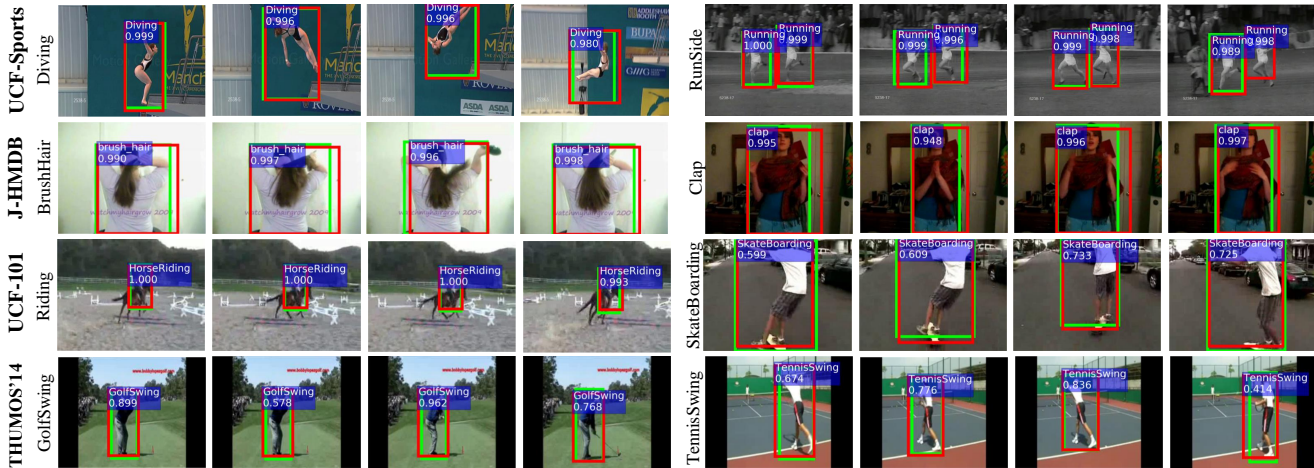 UCF-Sports
Diving
Diving
0.999
Diving
0.996
Diving
0.996
Diving
0.980
RunSide
Running
1.000
Running
0.999
Running
0.999
Running
0.996
Running
0.999
Running
0.998
Running
0.989
Running
0.998
J-HMDB
BrushHair
brush_hair
0.990
brush_hair
0.997
brush_hair
0.996
brush_hair
0.998
watchmyhairgrow 2009
Clap
clap
0.995
clap
0.948
clap
0.996
clap
0.997
UCF-101
Riding
HorseRiding
1.000
HorseRiding
1.000
HorseRiding
1.000
HorseRiding
0.993
SkateBoarding
SkateBoarding
0.599
SkateBoarding
0.609
SkateBoarding
0.733
SkateBoarding
0.725
THUMOS'14
GolfSwing
GolfSwing
0.899
GolfSwing
0.578
GolfSwing
0.962
GolfSwing
0.768
TennisSwing
TennisSwing
0.674
TennisSwing
0.776
TennisSwing
0.836
TennisSwing
0.414